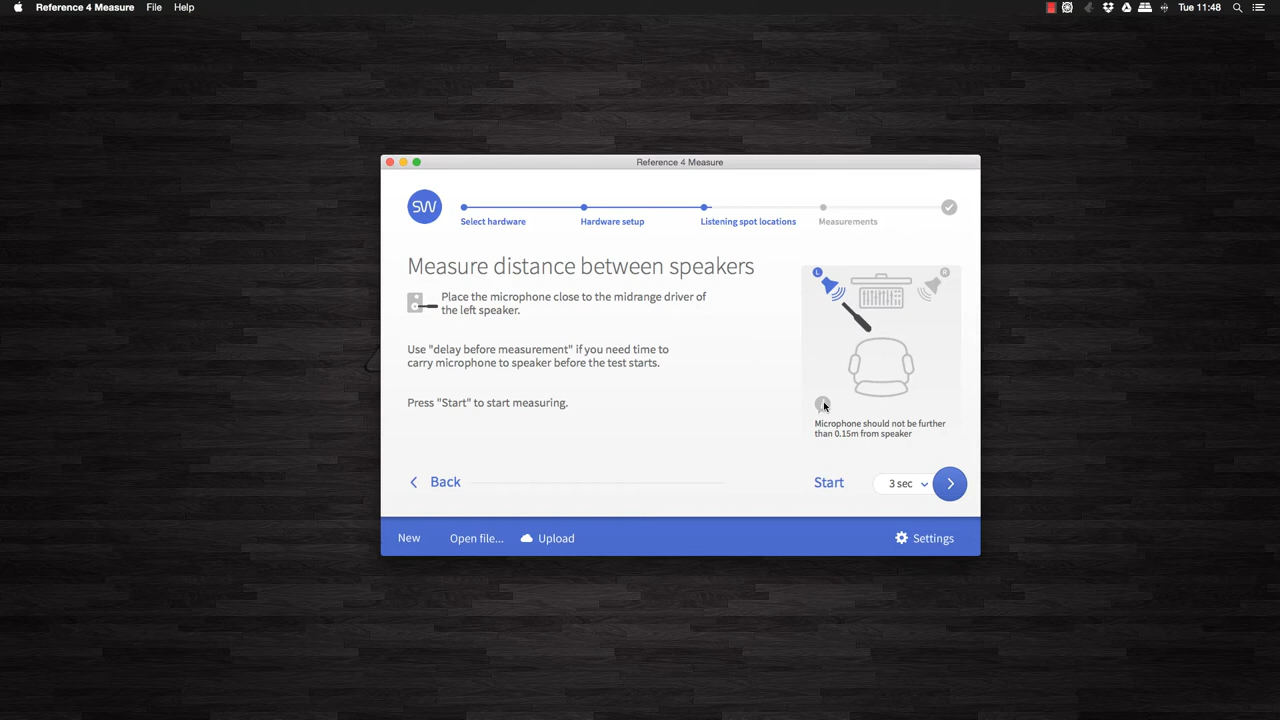 Reference 4 Measure File Help Tue 11:48
Reference 4 Measure
SW
Select hardware Hardware setup Listening spot locations Measurements
Measure distance between speakers
Place the microphone close to the midrange driver of
the left speaker.
Use "delay before measurement" if you need time to
carry microphone to speaker before the test starts.
Press "Start" to start measuring.
L R
Microphone should not be further
than 0.15m from speaker
Back Start 3 sec
New Open file... Upload Settings